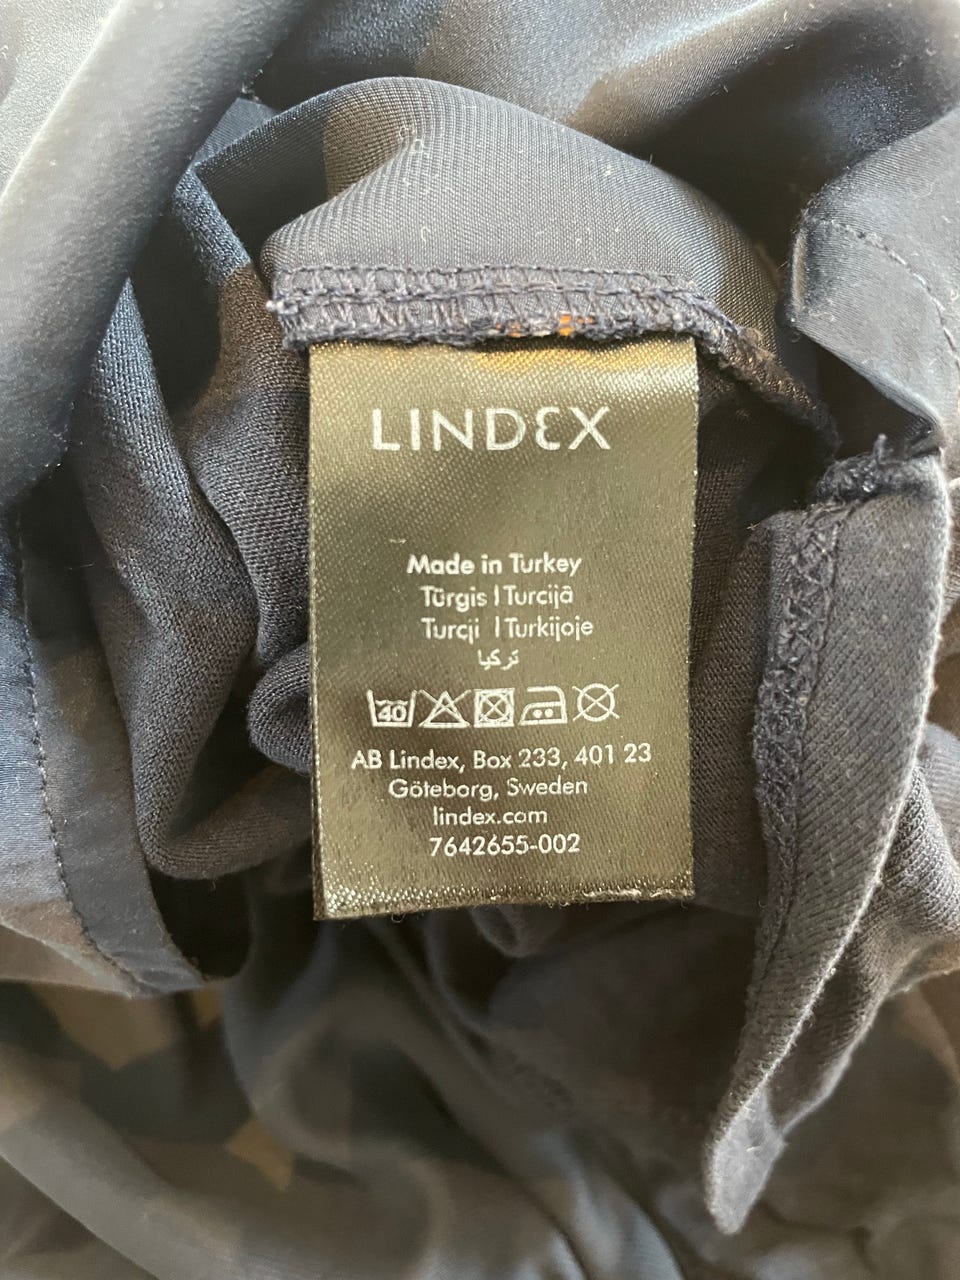 LINDEX
Made in Turkey
Türgis | Turcijā
Turcji | Turkijoje
تركيا
40
AB Lindex, Box 233, 401 23
Göteborg, Sweden
lindex.com
7642655-002